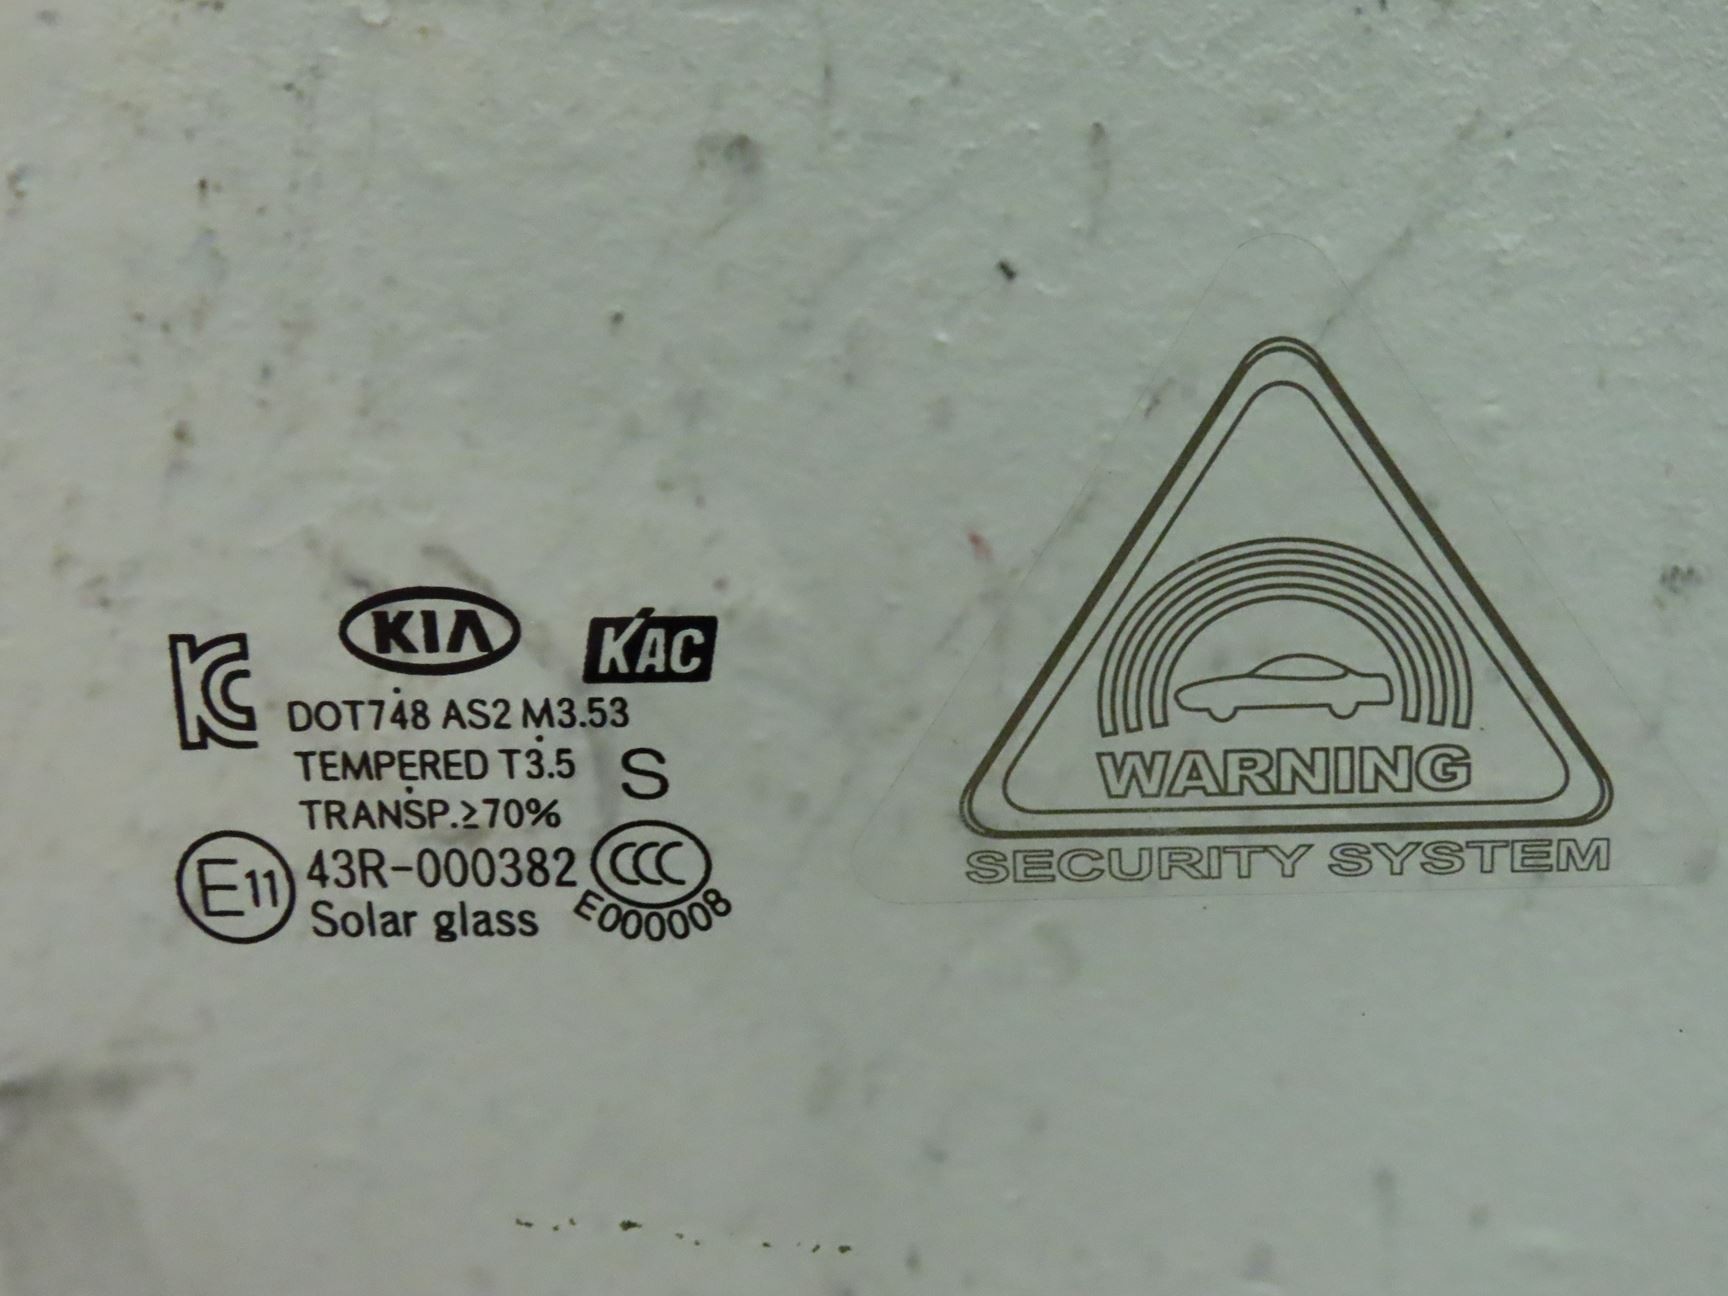 KIA
KAC
KC
DOT748 AS2 M3.53
TEMPERED T3.5
S
TRANSP.≥70%
E11
43R-000382
CCC
Solar glass
E000008
WARNING
SECURITY SYSTEM